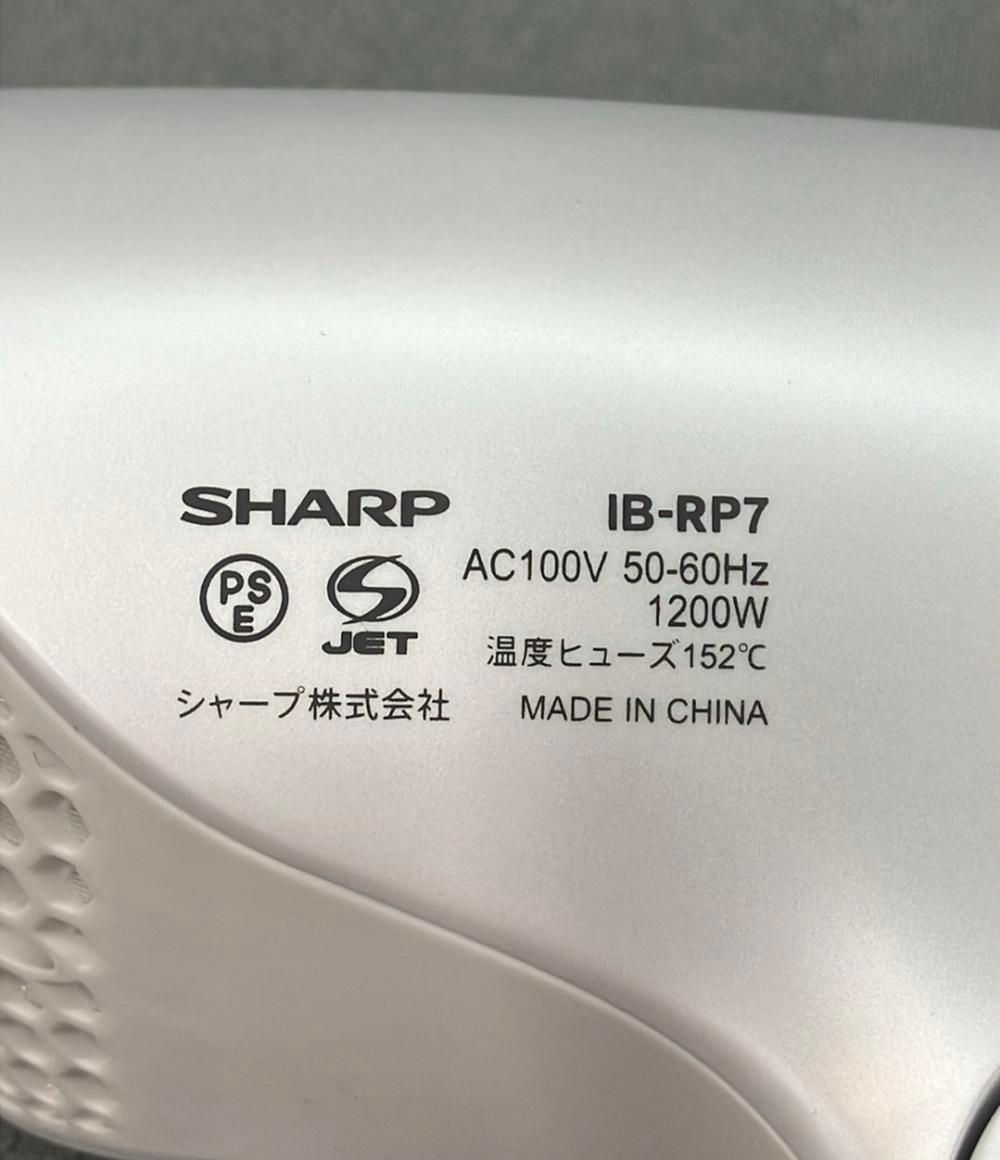 SHARP
IB-RP7
PS
E
JET
AC100V 50-60Hz
1200W
温度ヒューズ152℃
シャープ株式会社
MADE IN CHINA